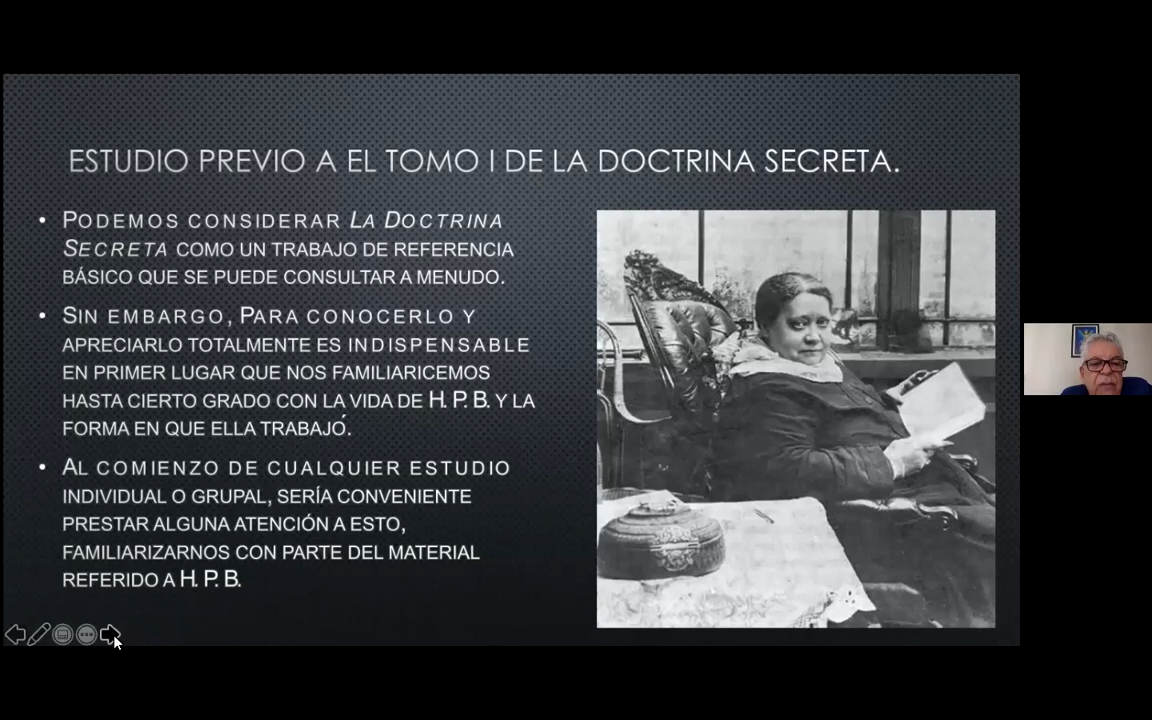 ESTUDIO PREVIO A EL TOMO I DE LA DOCTRINA SECRETA.
• PODEMOS CONSIDERAR LA DOCTRINA
SECRETA COMO UN TRABAJO DE REFERENCIA
BÁSICO QUE SE PUEDE CONSULTAR A MENUDO.
• SIN EMBARGO, PARA CONOCERLO Y
APRECIARLO TOTALMENTE ES INDISPENSABLE
EN PRIMER LUGAR QUE NOS FAMILIARICEMOS
HASTA CIERTO GRADO CON LA VIDA DE H. P. B. Y LA
FORMA EN QUE ELLA TRABAJÓ.
• AL COMIENZO DE CUALQUIER ESTUDIO
INDIVIDUAL O GRUPAL, SERÍA CONVENIENTE
PRESTAR ALGUNA ATENCIÓN A ESTO,
FAMILIARIZARNOS CON PARTE DEL MATERIAL
REFERIDO A H. P. B.